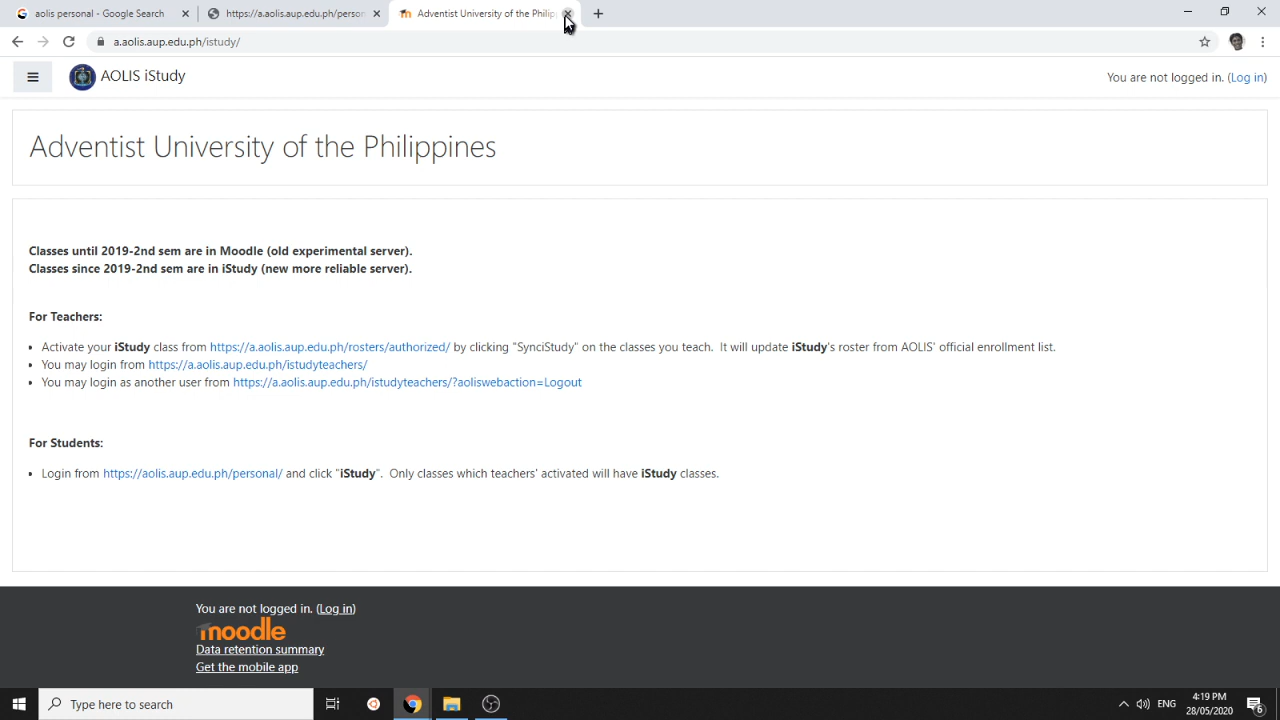 aolis personal - Google Search
https://a.aolis.aup.edu.ph/person
Adventist University of the Philipp
a.aolis.aup.edu.ph/istudy/
AOLIS iStudy
You are not logged in. (Log in)
Adventist University of the Philippines
Classes until 2019-2nd sem are in Moodle (old experimental server).
Classes since 2019-2nd sem are in iStudy (new more reliable server).
For Teachers:
• Activate your iStudy class from https://a.aolis.aup.edu.ph/rosters/authorized/ by clicking "SynciStudy" on the classes you teach. It will update iStudy's roster from AOLIS' official enrollment list.
• You may login from https://a.aolis.aup.edu.ph/istudyteachers/
• You may login as another user from https://a.aolis.aup.edu.ph/istudyteachers/?aoliswebaction=Logout
For Students:
• Login from https://aolis.aup.edu.ph/personal/ and click "iStudy". Only classes which teachers' activated will have iStudy classes.
You are not logged in. (Log in)
moodle
Data retention summary
Get the mobile app
Type here to search
ENG
4:19 PM
28/05/2020
6